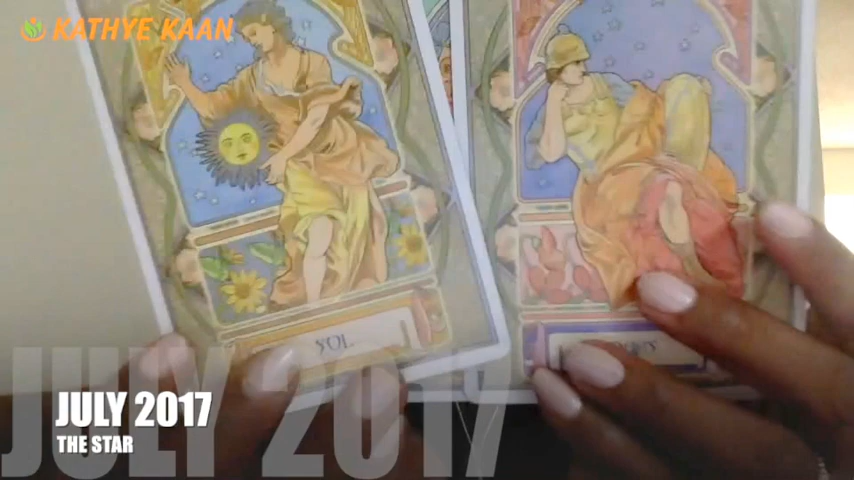 KATHYE KAAN
SOL
JULY 2017
THE STAR
JULY 2017